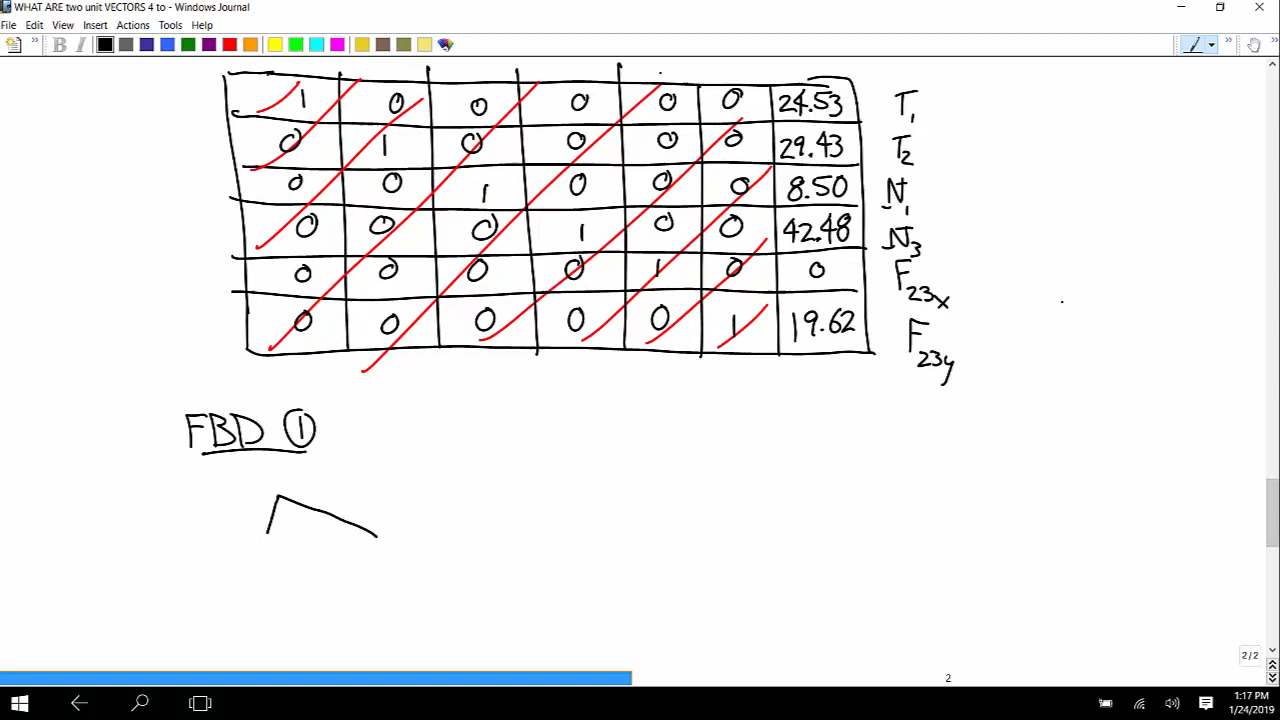 WHAT ARE two unit VECTORS 4 to - Windows Journal
File Edit View Insert Actions Tools Help
B I
1 0 0 0 0 0 24.53 T1
0 1 0 0 0 0 29.43 T2
0 0 1 0 0 0 8.50 N1
0 0 0 1 0 0 42.48 N3
0 0 0 0 1 0 0 F23x
0 0 0 0 0 1 19.62 F23y
FBD ①
2/2
2
1:17 PM
1/24/2019